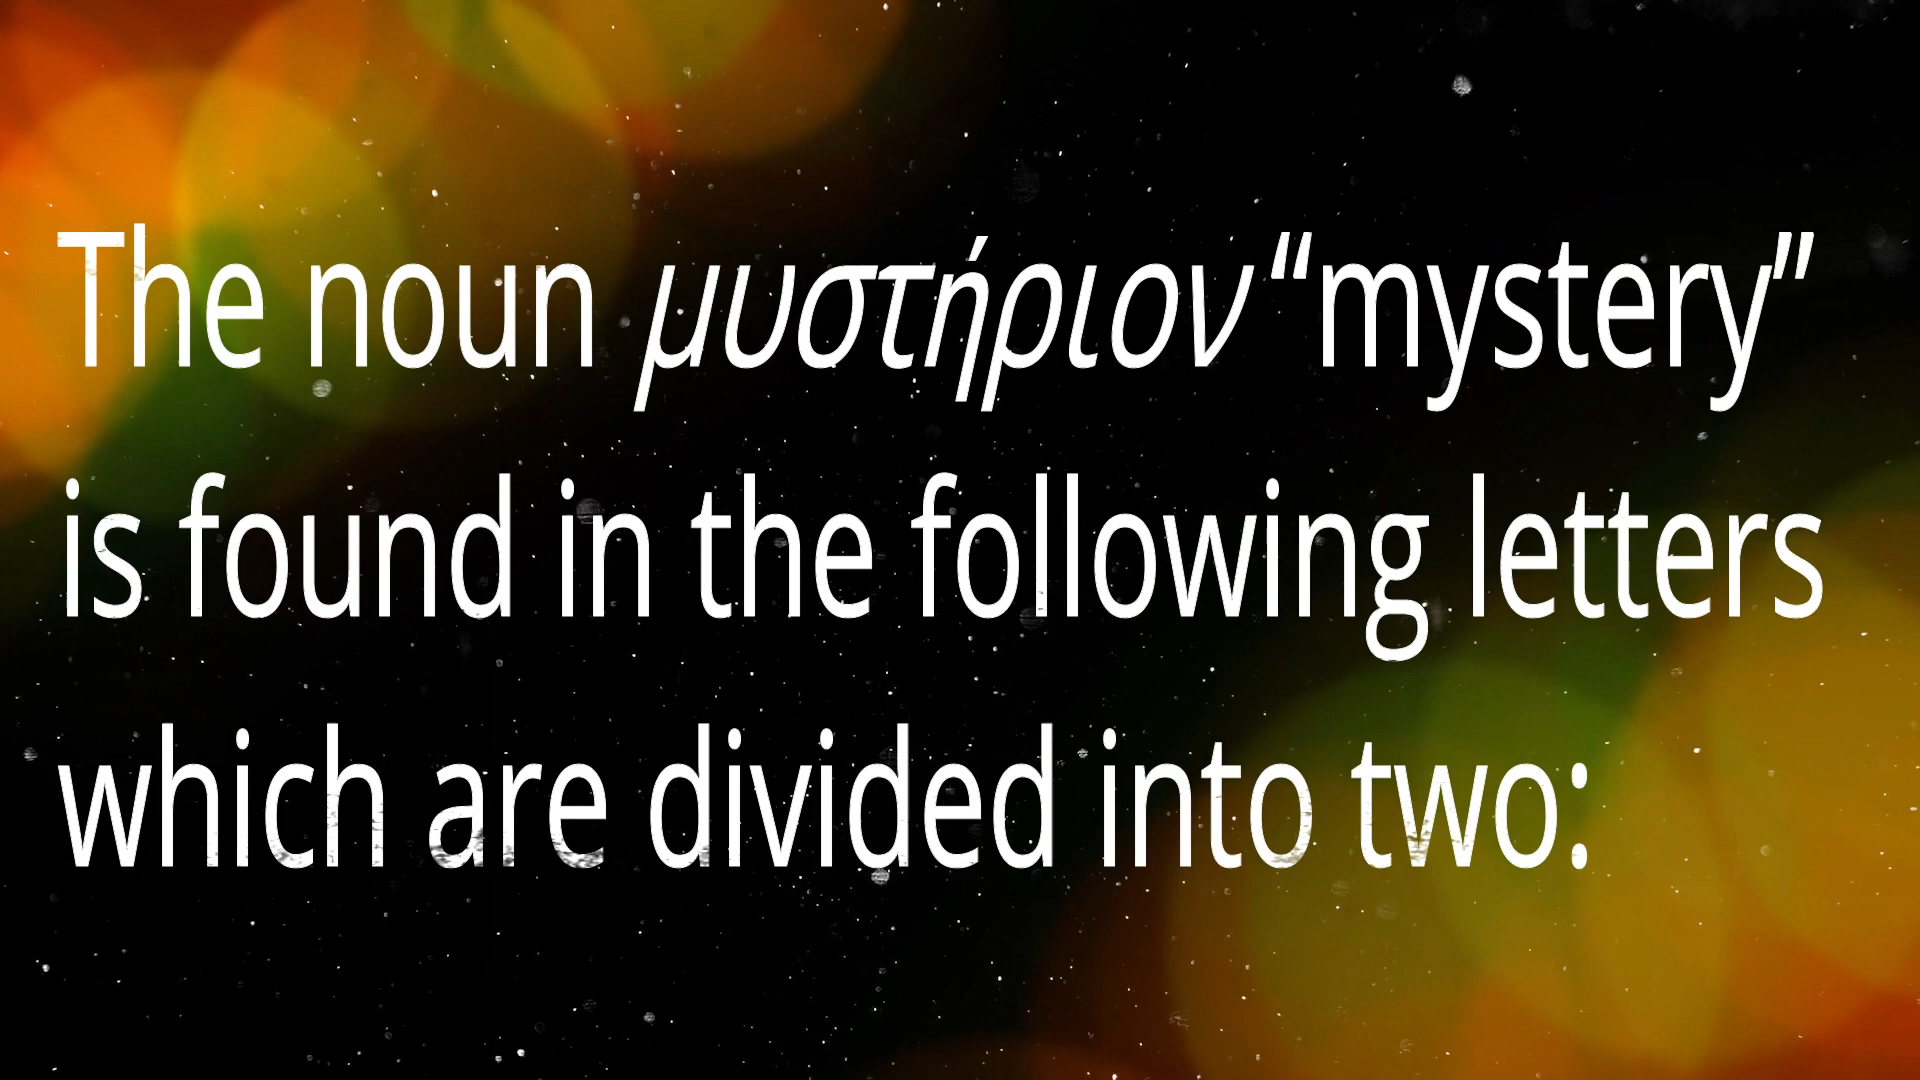 The noun μυστήριον “mystery”
is found in the following letters
which are divided into two: